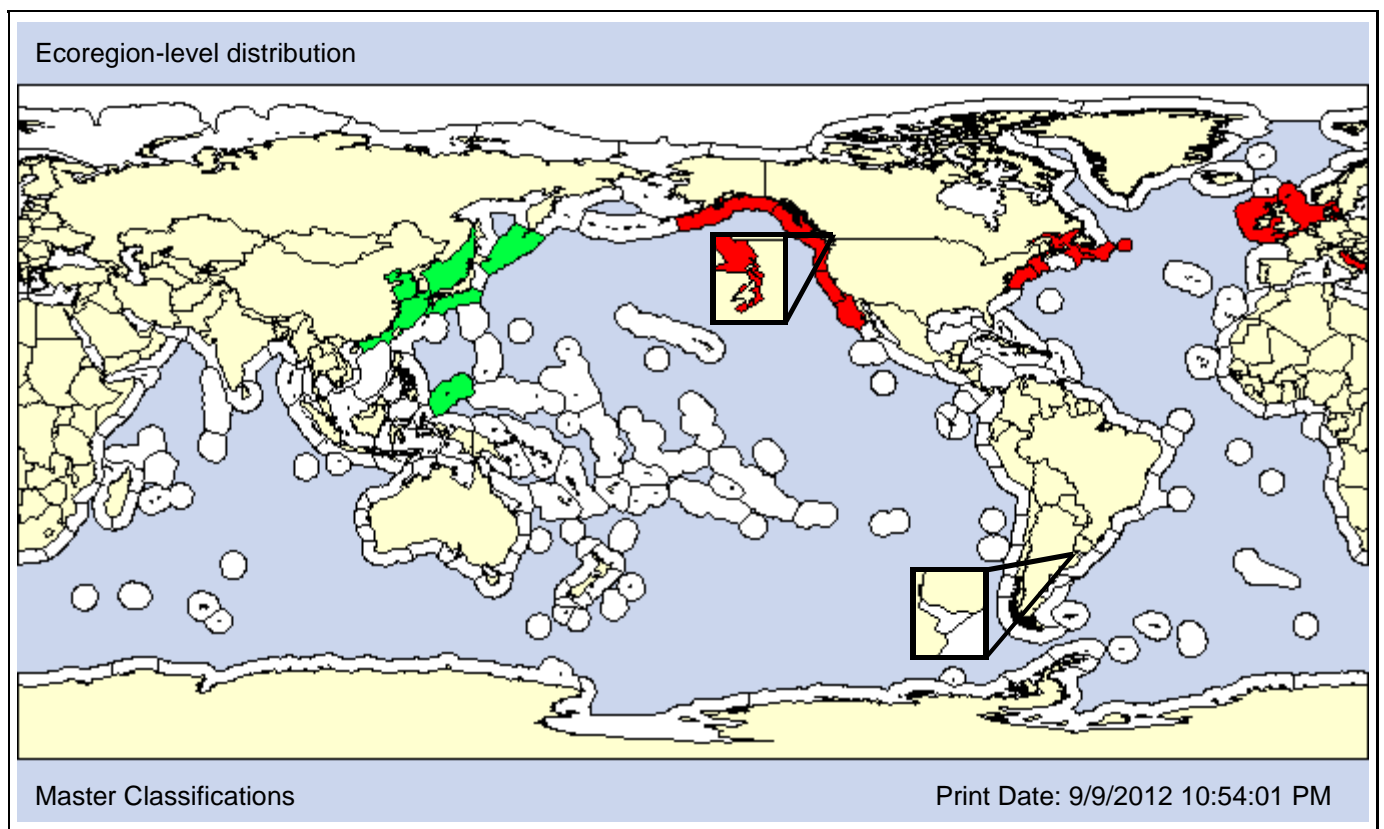 Ecoregion-level distribution
Master Classifications
Print Date: 9/9/2012 10:54:01 PM